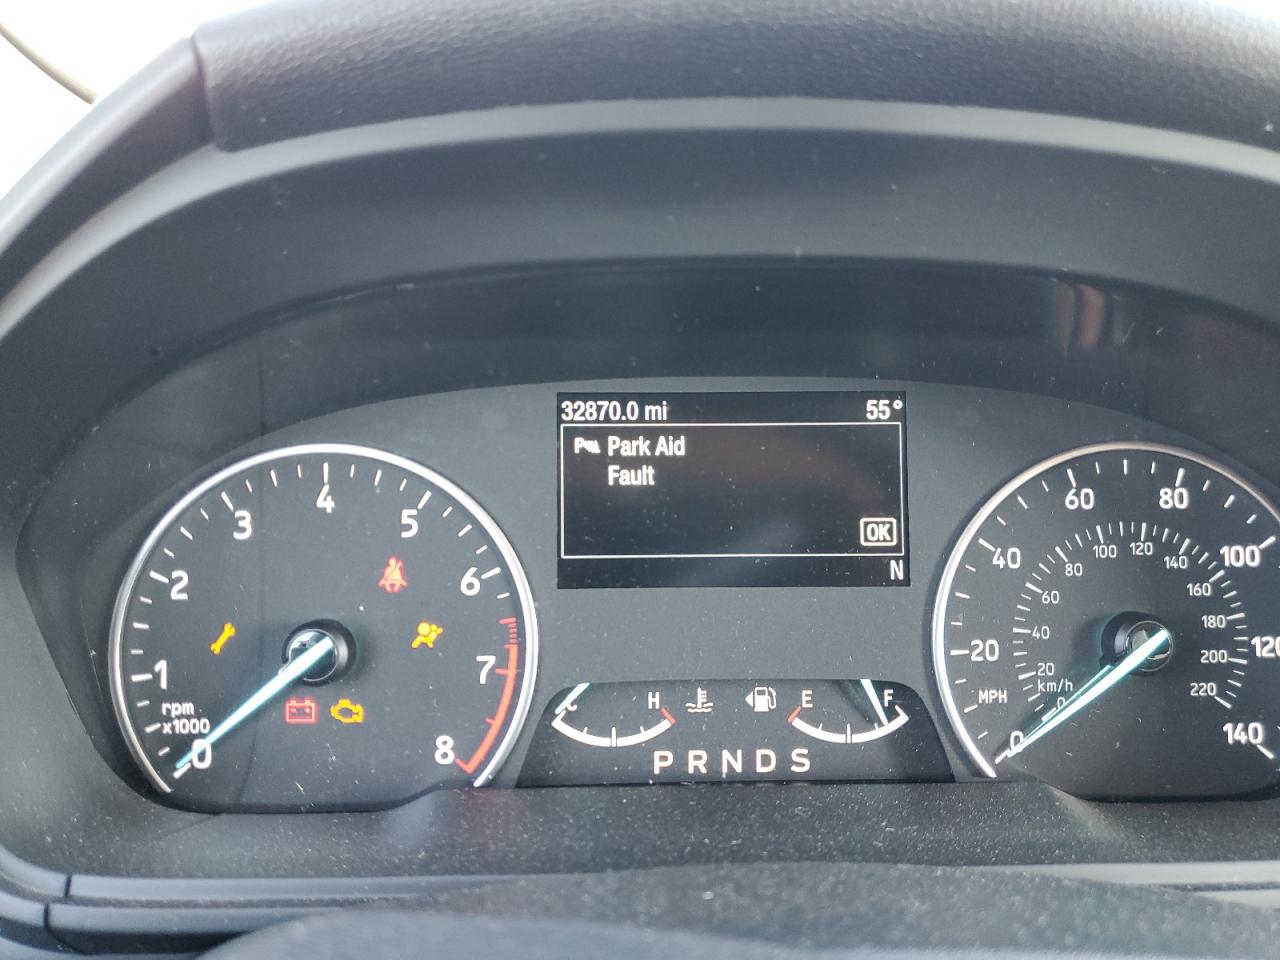 32870.0 mi 55°
P Park Aid
Fault
OK
N
0 1 2 3 4 5 6 7 8
rpm
x1000
C H E F
PRNDS
0 20 40 60 80 100 120 140
MPH
0 20 40 60 80 100 120 140 160 180 200 220
km/h